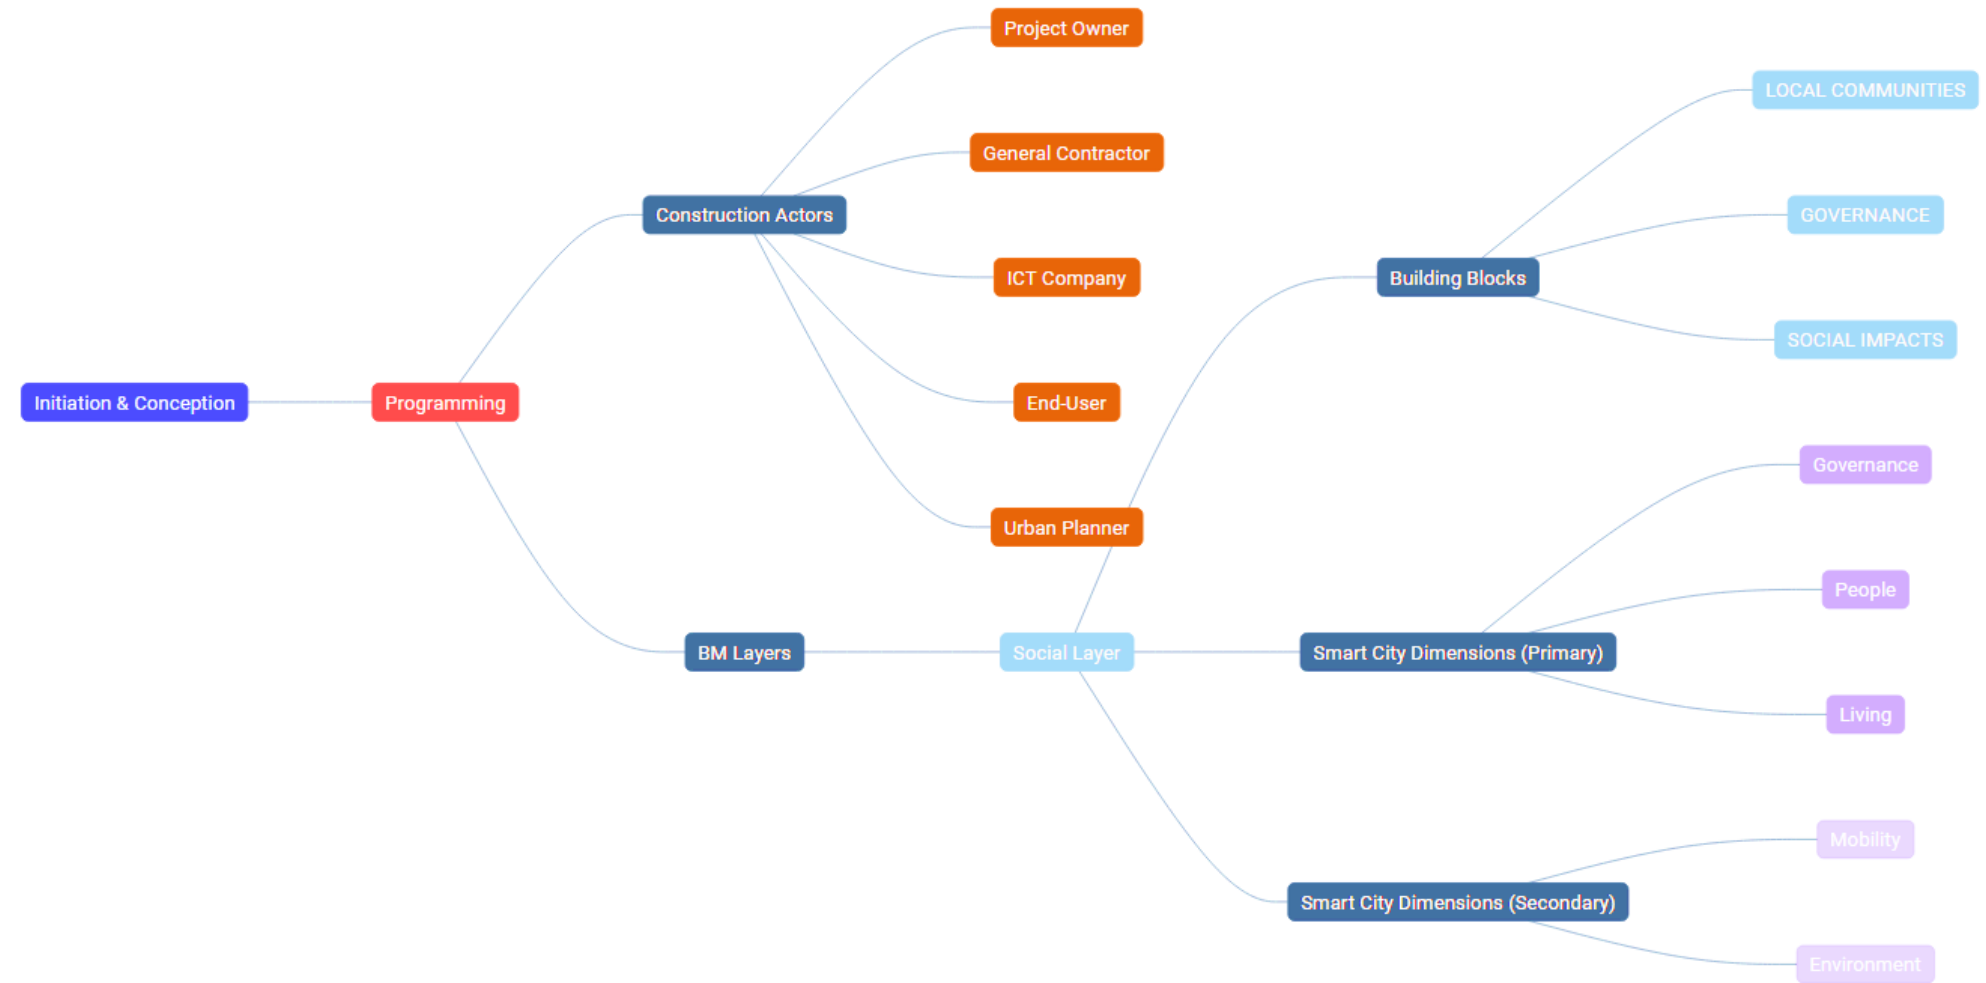 Initiation & Conception
Programming
Construction Actors
Project Owner
General Contractor
ICT Company
End-User
Urban Planner
BM Layers
Social Layer
Building Blocks
LOCAL COMMUNITIES
GOVERNANCE
SOCIAL IMPACTS
Smart City Dimensions (Primary)
Governance
People
Living
Smart City Dimensions (Secondary)
Mobility
Environment